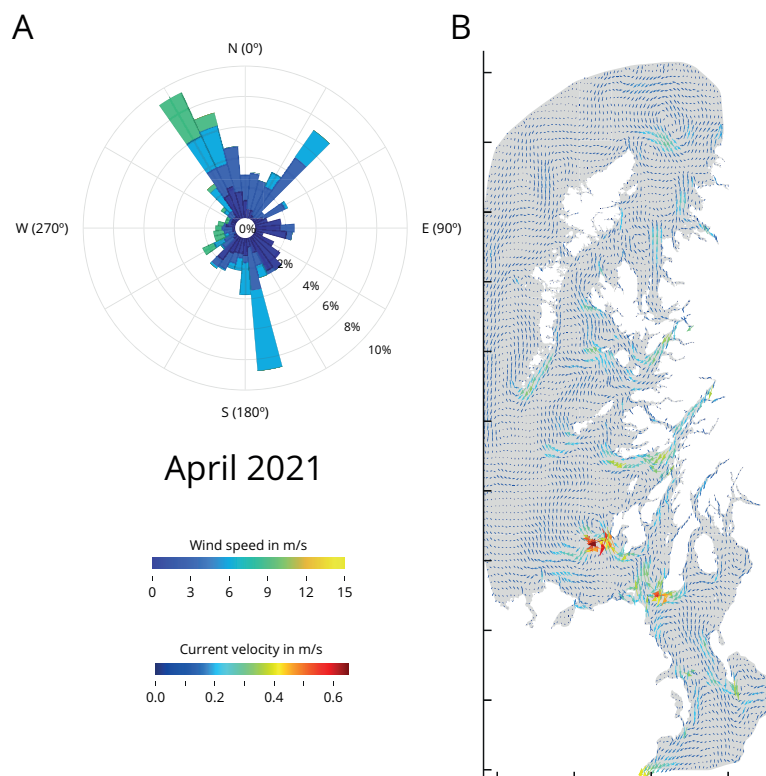 A
B
N (0º)
W (270º)
0%
E (90º)
2%
4%
6%
8%
10%
S (180º)
April 2021
Wind speed in m/s
0 3 6 9 12 15
Current velocity in m/s
0.0 0.2 0.4 0.6